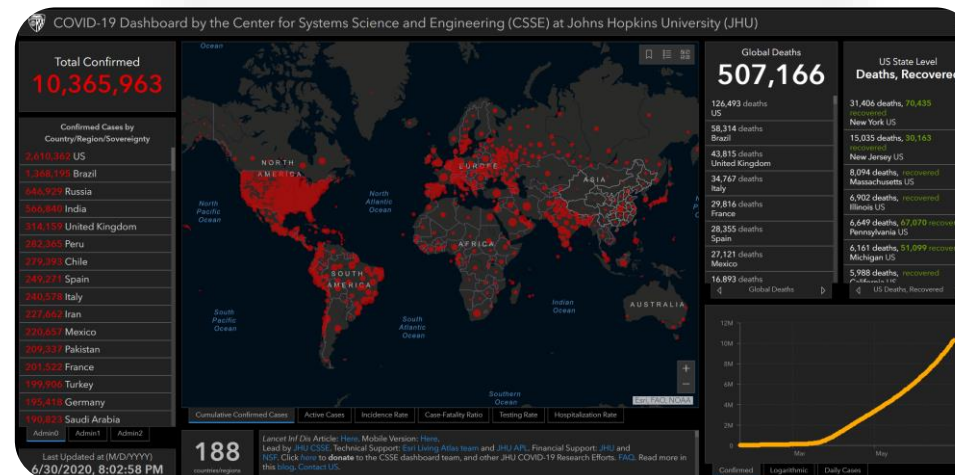 COVID-19 Dashboard by the Center for Systems Science and Engineering (CSSE) at Johns Hopkins University (JHU)
Total Confirmed
10,365,963
Confirmed Cases by
Country/Region/Sovereignty
2,610,362 US
1,368,195 Brazil
646,929 Russia
566,840 India
314,159 United Kingdom
282,365 Peru
279,393 Chile
249,271 Spain
240,578 Italy
227,662 Iran
220,657 Mexico
209,337 Pakistan
201,522 France
199,906 Turkey
195,418 Germany
190,823 Saudi Arabia
Admin0 Admin1 Admin2
Last Updated at (M/D/YYYY)
6/30/2020, 8:02:58 PM
Ocean
Ocean
NORTH
AMERICA
EUROPE
ASIA
North
Pacific
Ocean
North
Atlantic
Ocean
AFRICA
SOUTH
AMERICA
Indian
Ocean
AUSTRALIA
South
Pacific
Ocean
South
Atlantic
Ocean
Southern
Ocean
+
−
Esri, FAO, NOAA
Cumulative Confirmed Cases Active Cases Incidence Rate Case-Fatality Ratio Testing Rate Hospitalization Rate
188
countries/regions
Lancet Inf Dis Article: Here. Mobile Version: Here.
Lead by JHU CSSE. Technical Support: Esri Living Atlas team and JHU APL. Financial Support: JHU and
NSF. Click here to donate to the CSSE dashboard team, and other JHU COVID-19 Research Efforts. FAQ. Read more in
this blog. Contact US.
Global Deaths
507,166
126,493 deaths
US
58,314 deaths
Brazil
43,815 deaths
United Kingdom
34,767 deaths
Italy
29,816 deaths
France
28,355 deaths
Spain
27,121 deaths
Mexico
16,893 deaths
Global Deaths
US State Level
Deaths, Recovered
31,406 deaths, 70,435
recovered
New York US
15,035 deaths, 30,163
recovered
New Jersey US
8,094 deaths, recovered
Massachusetts US
6,902 deaths, recovered
Illinois US
6,649 deaths, 67,070 recover
Pennsylvania US
6,161 deaths, 51,099 recover
Michigan US
5,988 deaths, recovered
California US
US Deaths, Recovered
12M
10M
8M
6M
4M
2M
0
Mar May
Confirmed Logarithmic Daily Cases